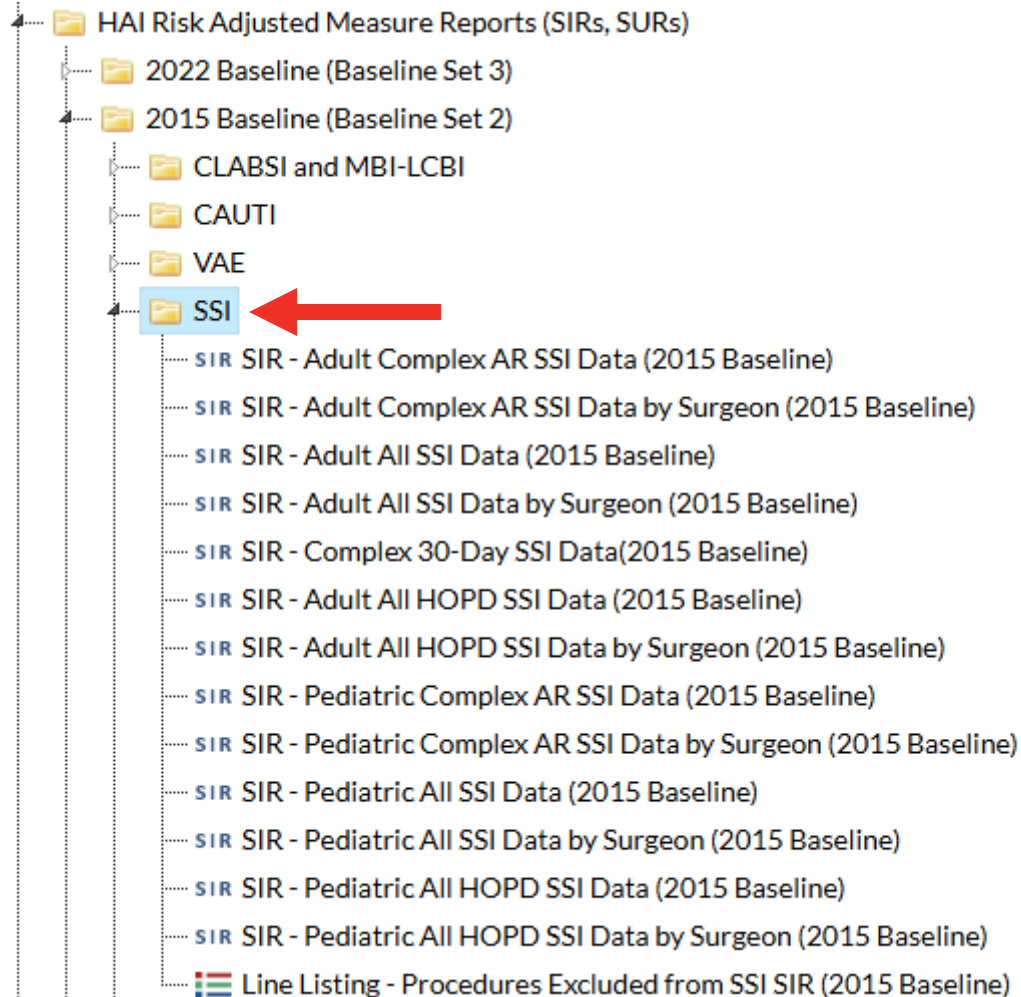 HAI Risk Adjusted Measure Reports (SIRs, SURs)
2022 Baseline (Baseline Set 3)
2015 Baseline (Baseline Set 2)
CLABSI and MBI-LCBI
CAUTI
VAE
SSI
SIR SIR - Adult Complex AR SSI Data (2015 Baseline)
SIR SIR - Adult Complex AR SSI Data by Surgeon (2015 Baseline)
SIR SIR - Adult All SSI Data (2015 Baseline)
SIR SIR - Adult All SSI Data by Surgeon (2015 Baseline)
SIR SIR - Complex 30-Day SSI Data(2015 Baseline)
SIR SIR - Adult All HOPD SSI Data (2015 Baseline)
SIR SIR - Adult All HOPD SSI Data by Surgeon (2015 Baseline)
SIR SIR - Pediatric Complex AR SSI Data (2015 Baseline)
SIR SIR - Pediatric Complex AR SSI Data by Surgeon (2015 Baseline)
SIR SIR - Pediatric All SSI Data (2015 Baseline)
SIR SIR - Pediatric All SSI Data by Surgeon (2015 Baseline)
SIR SIR - Pediatric All HOPD SSI Data (2015 Baseline)
SIR SIR - Pediatric All HOPD SSI Data by Surgeon (2015 Baseline)
Line Listing - Procedures Excluded from SSI SIR (2015 Baseline)